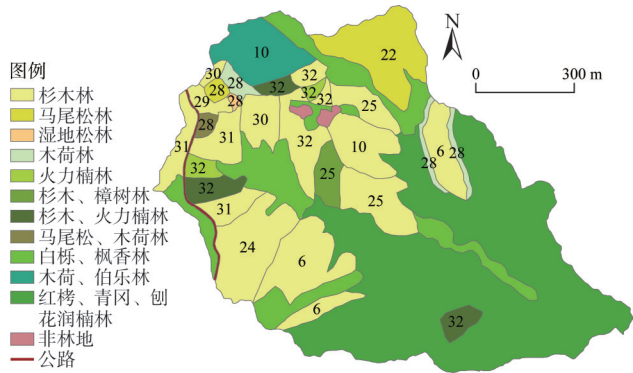 N
0 300 m
图例
杉木林
马尾松林
湿地松林
木荷林
火力楠林
杉木、樟树林
杉木、火力楠林
马尾松、木荷林
白栎、枫香林
木荷、伯乐林
红栲、青冈、刨
花润楠林
非林地
公路
10
22
30
28
32
32
28
32
29
28
32
25
28
31
30
31
32
10
6
28
28
32
25
32
25
31
24
6
6
32